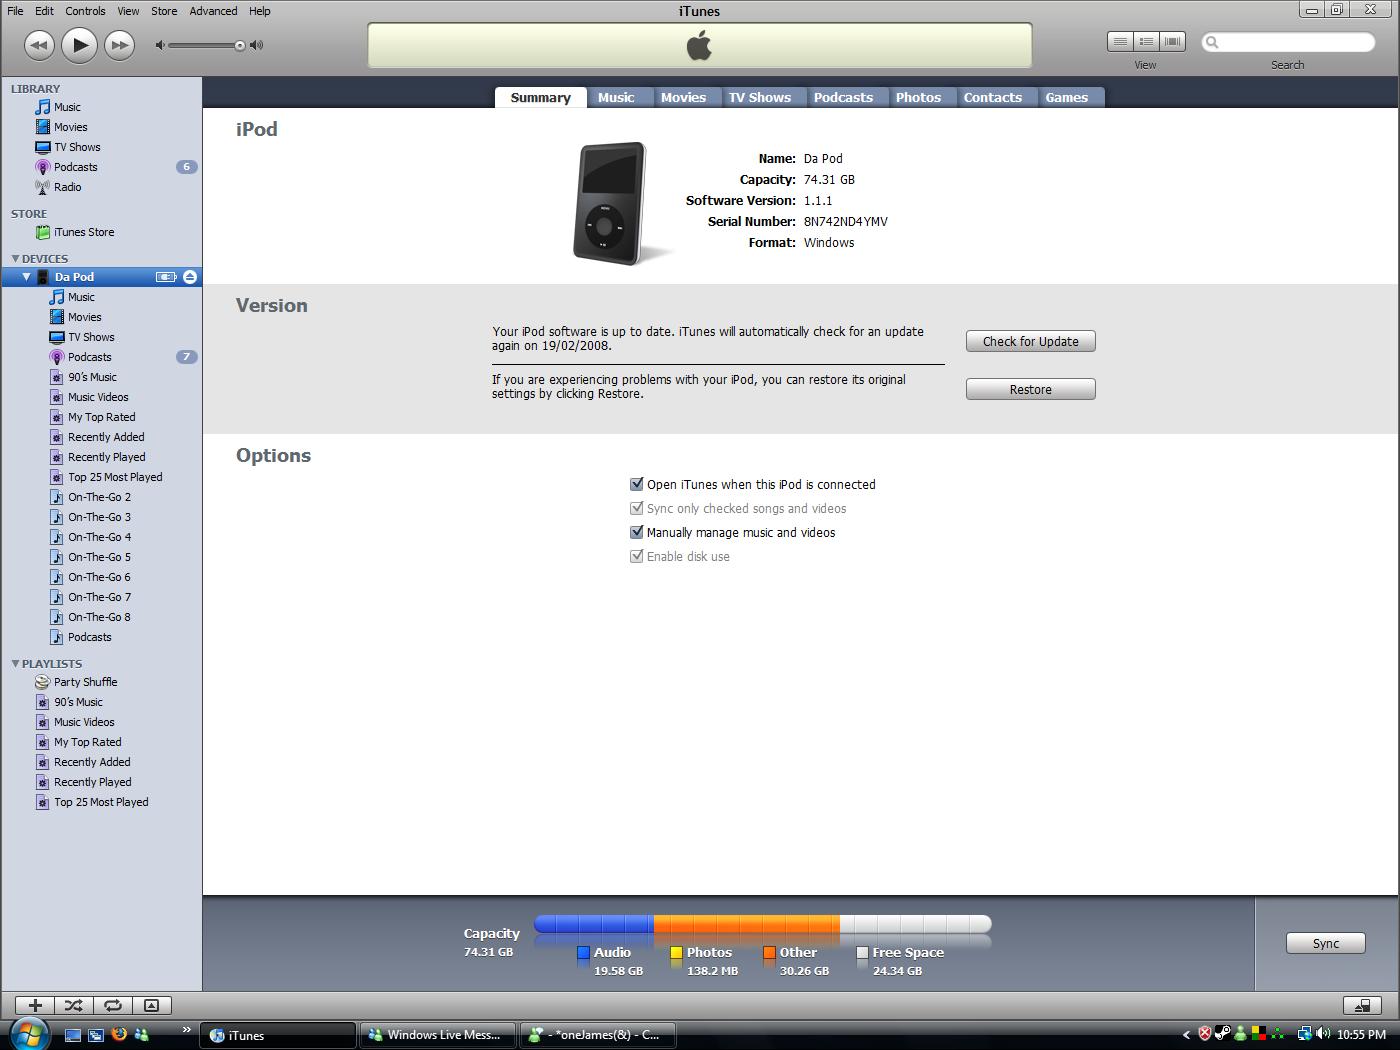 File Edit Controls View Store Advanced Help
iTunes
View
Search
LIBRARY
Music
Movies
TV Shows
Podcasts 6
Radio
STORE
iTunes Store
DEVICES
Da Pod
Music
Movies
TV Shows
Podcasts 7
90's Music
Music Videos
My Top Rated
Recently Added
Recently Played
Top 25 Most Played
On-The-Go 2
On-The-Go 3
On-The-Go 4
On-The-Go 5
On-The-Go 6
On-The-Go 7
On-The-Go 8
Podcasts
PLAYLISTS
Party Shuffle
90's Music
Music Videos
My Top Rated
Recently Added
Recently Played
Top 25 Most Played
Summary Music Movies TV Shows Podcasts Photos Contacts Games
iPod
MENU
Name: Da Pod
Capacity: 74.31 GB
Software Version: 1.1.1
Serial Number: 8N742ND4YMV
Format: Windows
Version
Your iPod software is up to date. iTunes will automatically check for an update
again on 19/02/2008.
Check for Update
If you are experiencing problems with your iPod, you can restore its original
settings by clicking Restore.
Restore
Options
Open iTunes when this iPod is connected
Sync only checked songs and videos
Manually manage music and videos
Enable disk use
Capacity
74.31 GB
Audio
19.58 GB
Photos
138.2 MB
Other
30.26 GB
Free Space
24.34 GB
Sync
iTunes
Windows Live Mess...
- *oneJames(&) - C...
10:55 PM